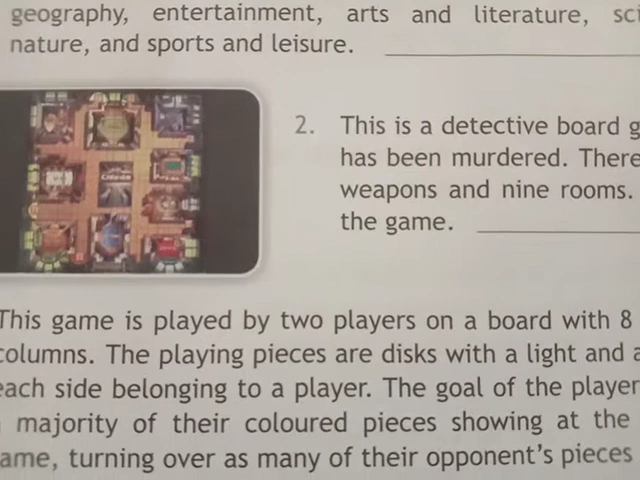 geography, entertainment, arts and literature, sci
nature, and sports and leisure.
2. This is a detective board g
has been murdered. There
weapons and nine rooms.
the game.
This game is played by two players on a board with 8
columns. The playing pieces are disks with a light and a
each side belonging to a player. The goal of the player
majority of their coloured pieces showing at the
ame, turning over as many of their opponent's pieces